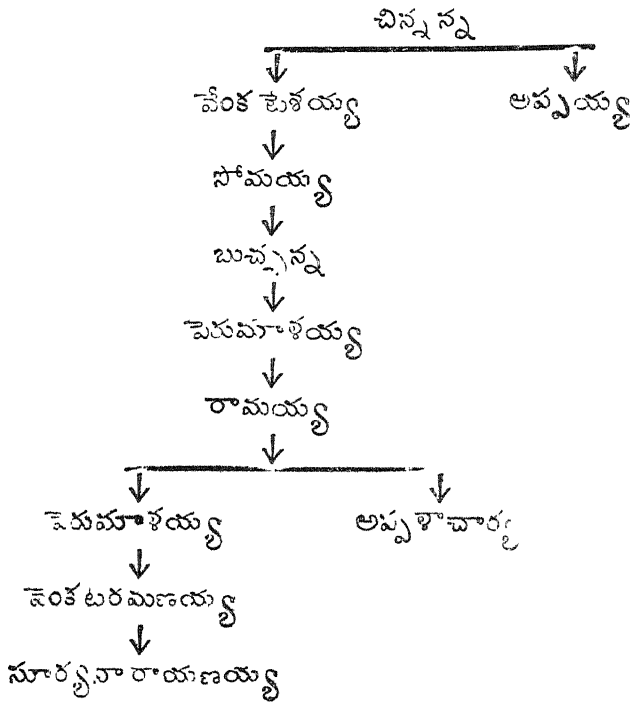 చిన్నన్న
వేంకటేశయ్య అప్పయ్య
సోమయ్య
బుచ్చన్న
పెరుమాళయ్య
రామయ్య
పెరుమాళయ్య అప్పళాచార్య
వెంకటరమణయ్య
సూర్యనారాయణయ్య